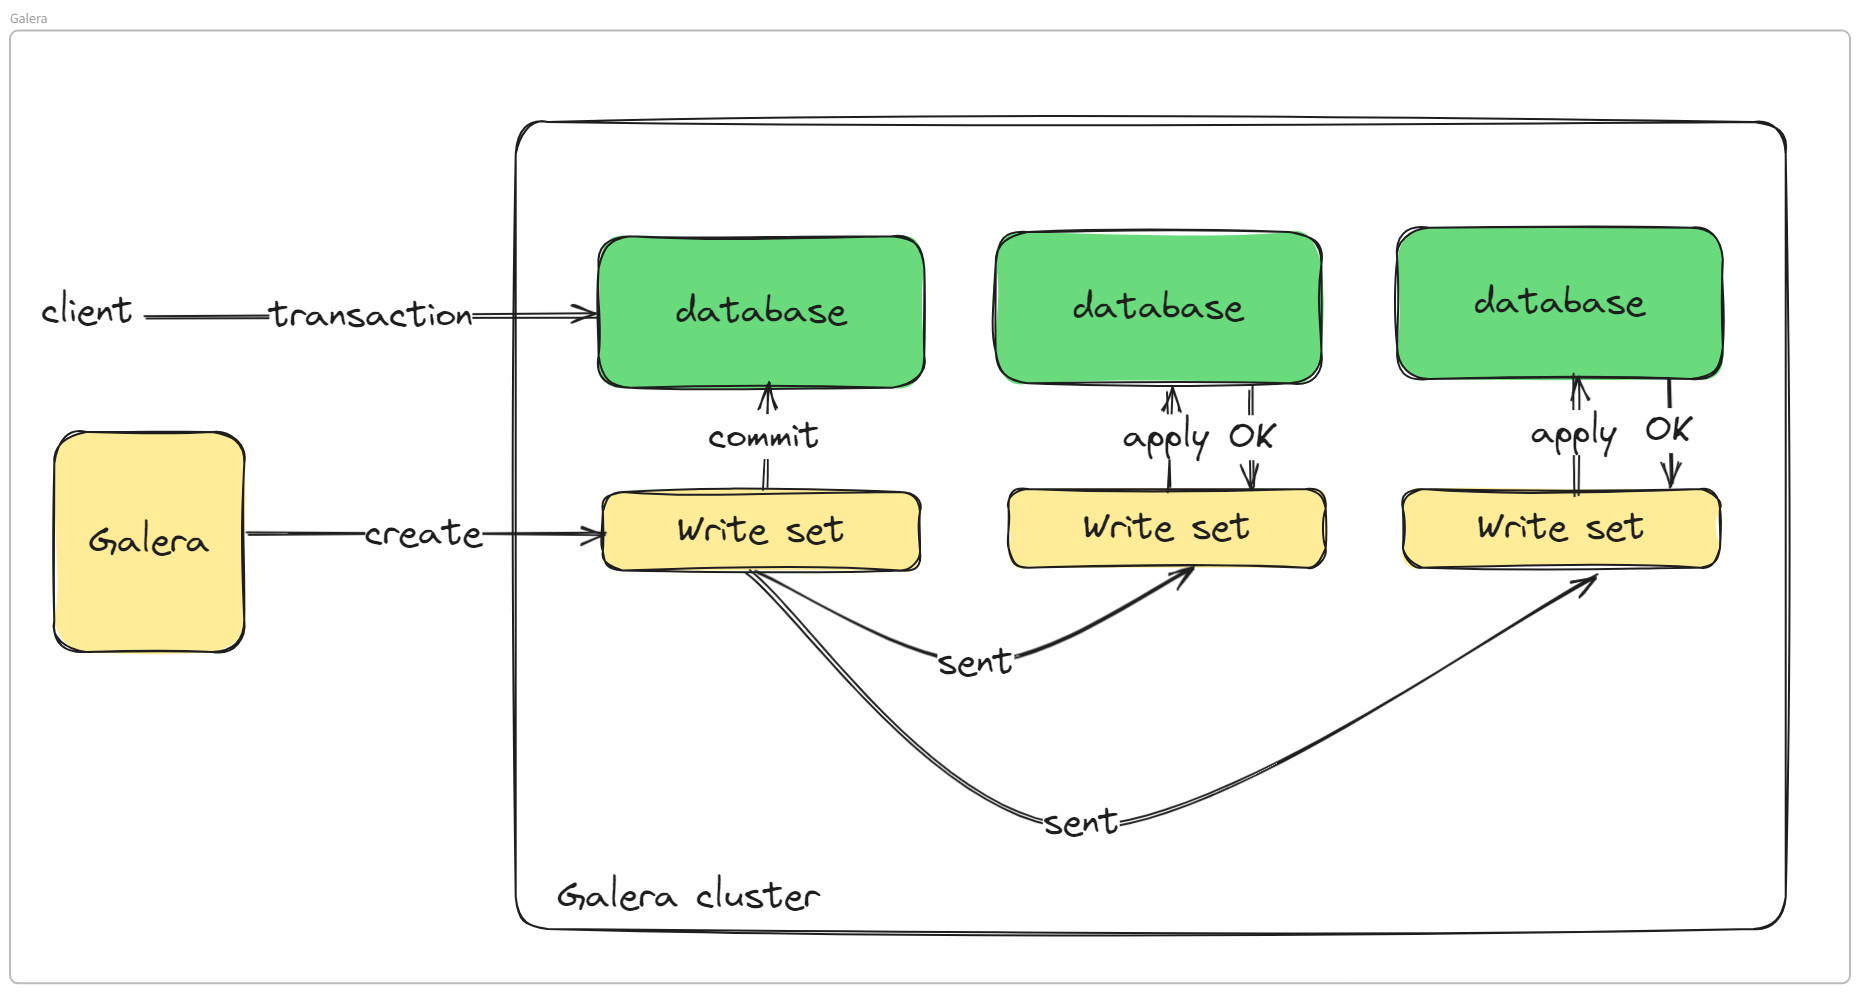 Galera
client
transaction
database
database
database
commit
apply
OK
apply
OK
Galera
create
Write set
Write set
Write set
sent
sent
Galera cluster